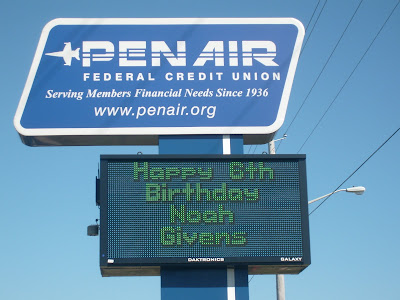 PEN AIR
FEDERAL CREDIT UNION
Serving Members Financial Needs Since 1936
www.penair.org
Happy 6th
Birthday
Noah
Givens
DAKTRONICS GALAXY